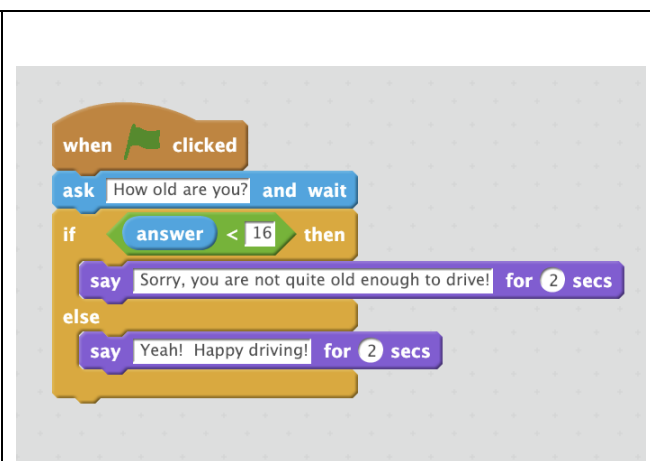 when clicked
ask How old are you? and wait
if answer < 16 then
say Sorry, you are not quite old enough to drive! for 2 secs
else
say Yeah! Happy driving! for 2 secs